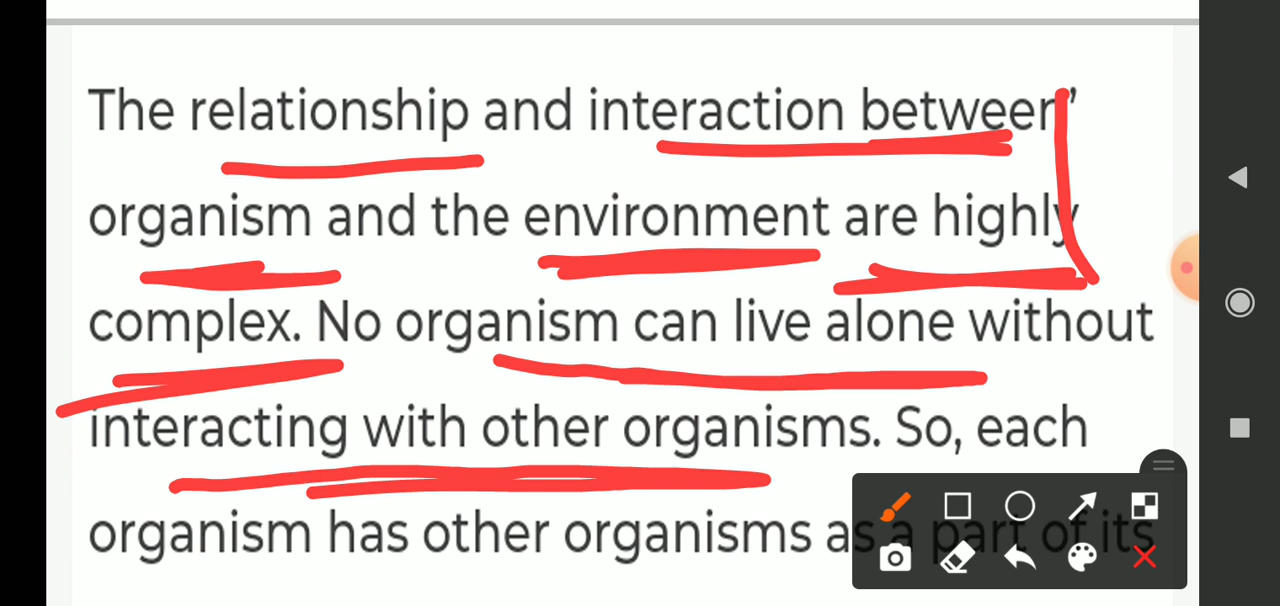 The relationship and interaction between
organism and the environment are highly
complex. No organism can live alone without
interacting with other organisms. So, each
organism has other organisms as a part of its